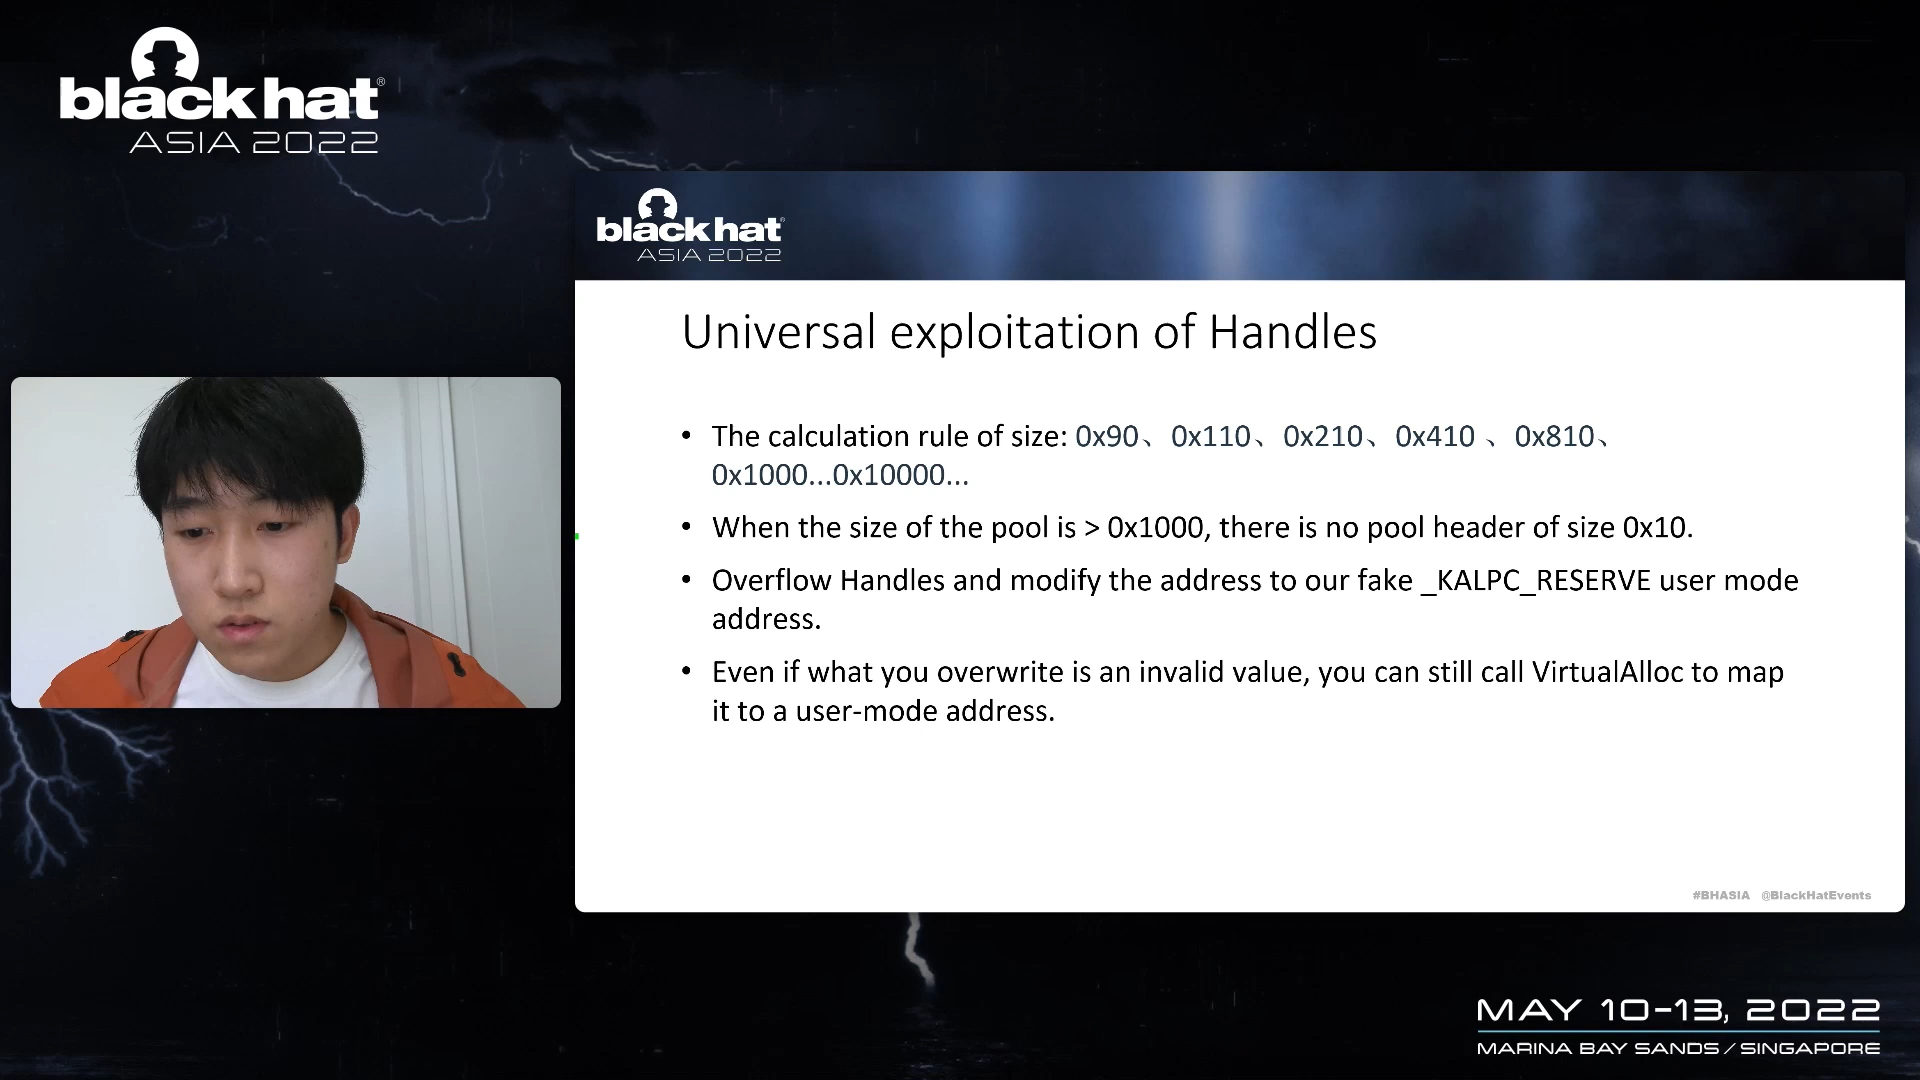 black hat®
ASIA 2022
black hat®
ASIA 2022
Universal exploitation of Handles
• The calculation rule of size: 0x90、0x110、0x210、0x410 、0x810、
0x1000...0x10000...
• When the size of the pool is > 0x1000, there is no pool header of size 0x10.
• Overflow Handles and modify the address to our fake _KALPC_RESERVE user mode
address.
• Even if what you overwrite is an invalid value, you can still call VirtualAlloc to map
it to a user-mode address.
#BHASIA @BlackHatEvents
MAY 10-13, 2022
MARINA BAY SANDS / SINGAPORE